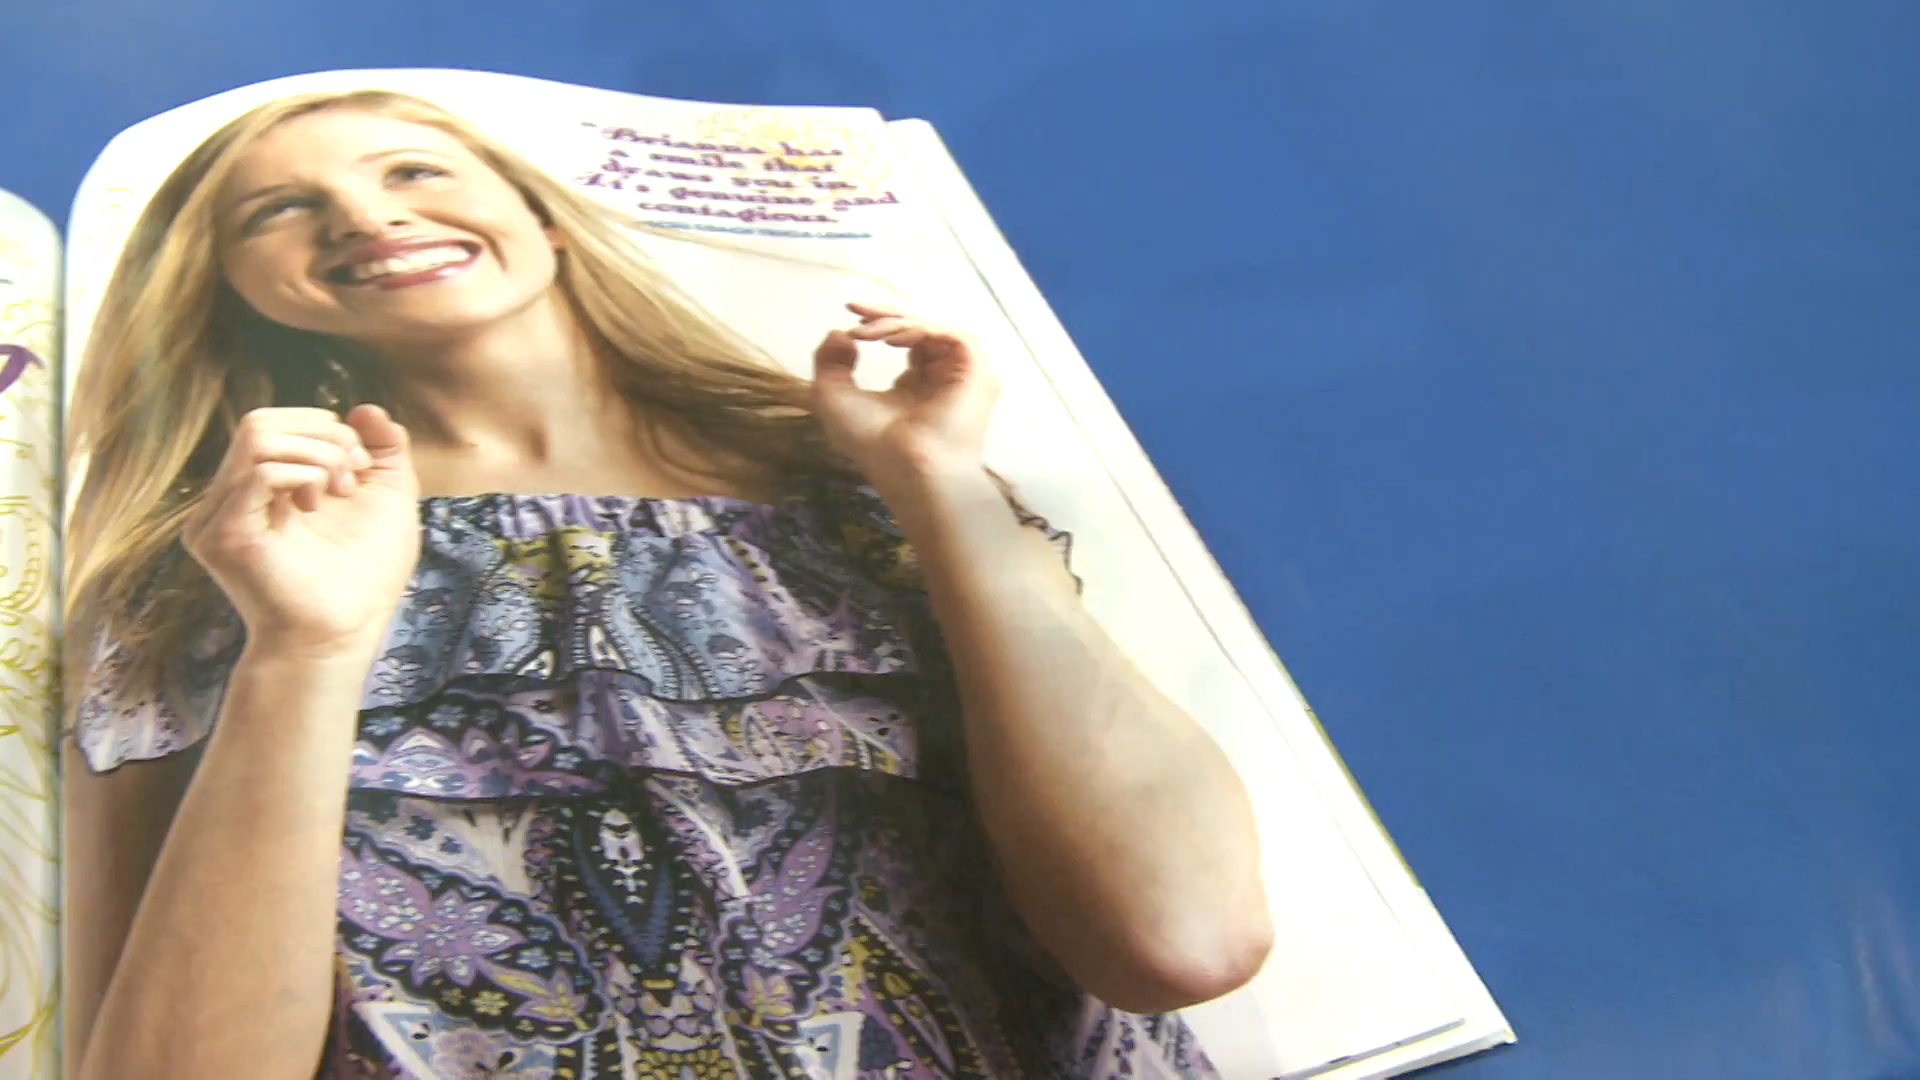 "Brianna has
a smile that
draws you in.
It's genuine and
contagious."